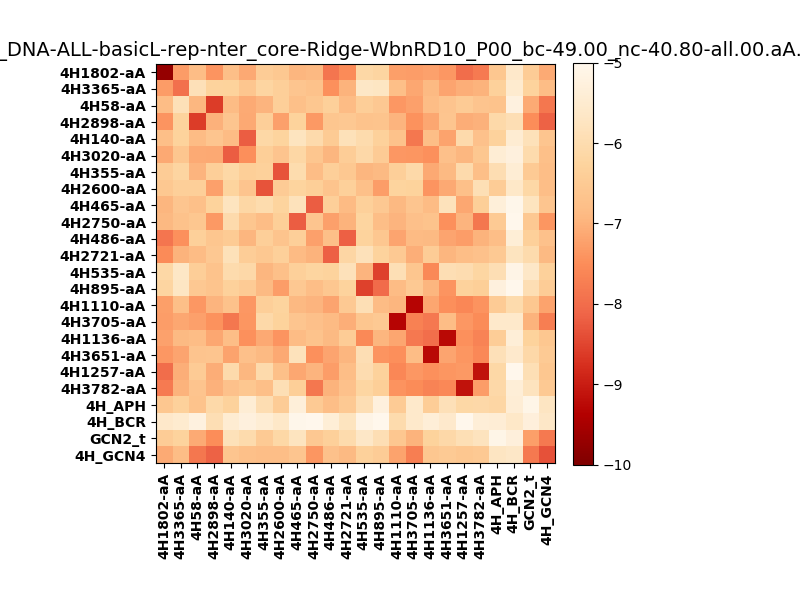 _DNA-ALL-basicL-rep-nter_core-Ridge-WbnRD10_P00_bc-49.00_nc-40.80-all.00.aA.
4H1802-aA
4H3365-aA
4H58-aA
4H2898-aA
4H140-aA
4H3020-aA
4H355-aA
4H2600-aA
4H465-aA
4H2750-aA
4H486-aA
4H2721-aA
4H535-aA
4H895-aA
4H1110-aA
4H3705-aA
4H1136-aA
4H3651-aA
4H1257-aA
4H3782-aA
4H_APH
4H_BCR
GCN2_t
4H_GCN4
4H1802-aA
4H3365-aA
4H58-aA
4H2898-aA
4H140-aA
4H3020-aA
4H355-aA
4H2600-aA
4H465-aA
4H2750-aA
4H486-aA
4H2721-aA
4H535-aA
4H895-aA
4H1110-aA
4H3705-aA
4H1136-aA
4H3651-aA
4H1257-aA
4H3782-aA
4H_APH
4H_BCR
GCN2_t
4H_GCN4
−5
−6
−7
−8
−9
−10